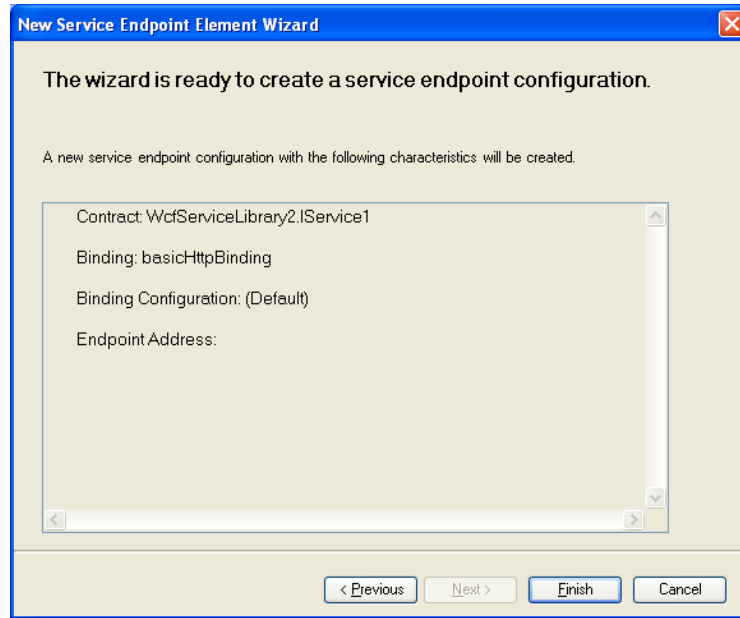 New Service Endpoint Element Wizard
The wizard is ready to create a service endpoint configuration.
A new service endpoint configuration with the following characteristics will be created.
Contract: WcfServiceLibrary2.IService1
Binding: basicHttpBinding
Binding Configuration: (Default)
Endpoint Address:
< Previous Next > Finish Cancel